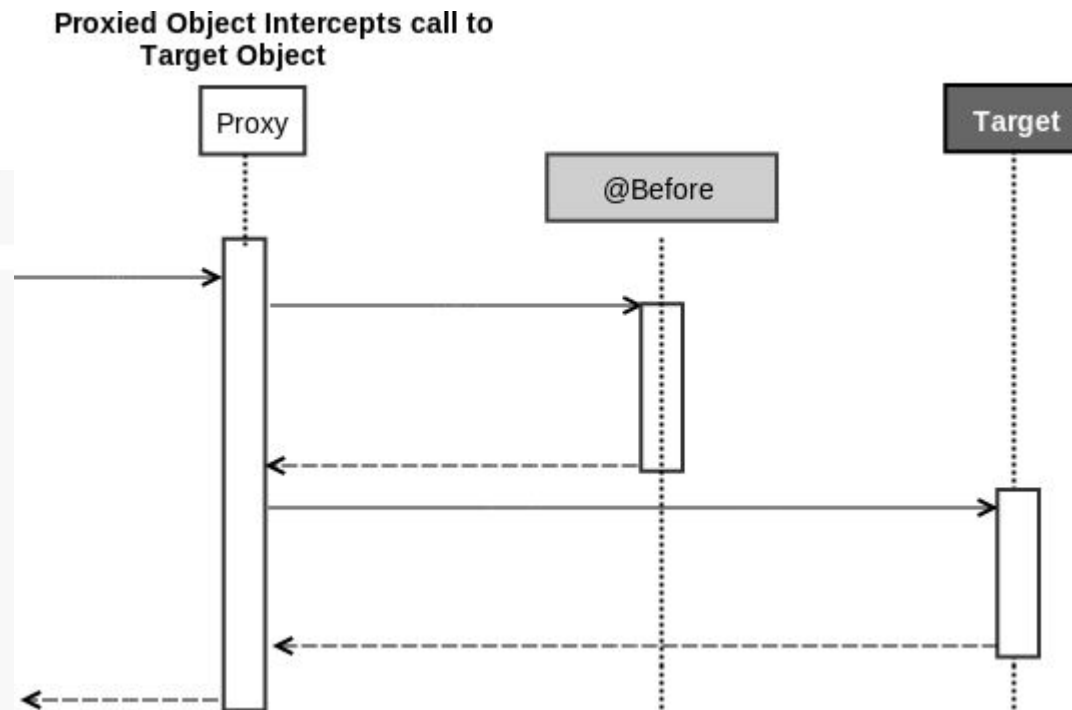 Proxied Object Intercepts call to
Target Object
Proxy
Target
@Before